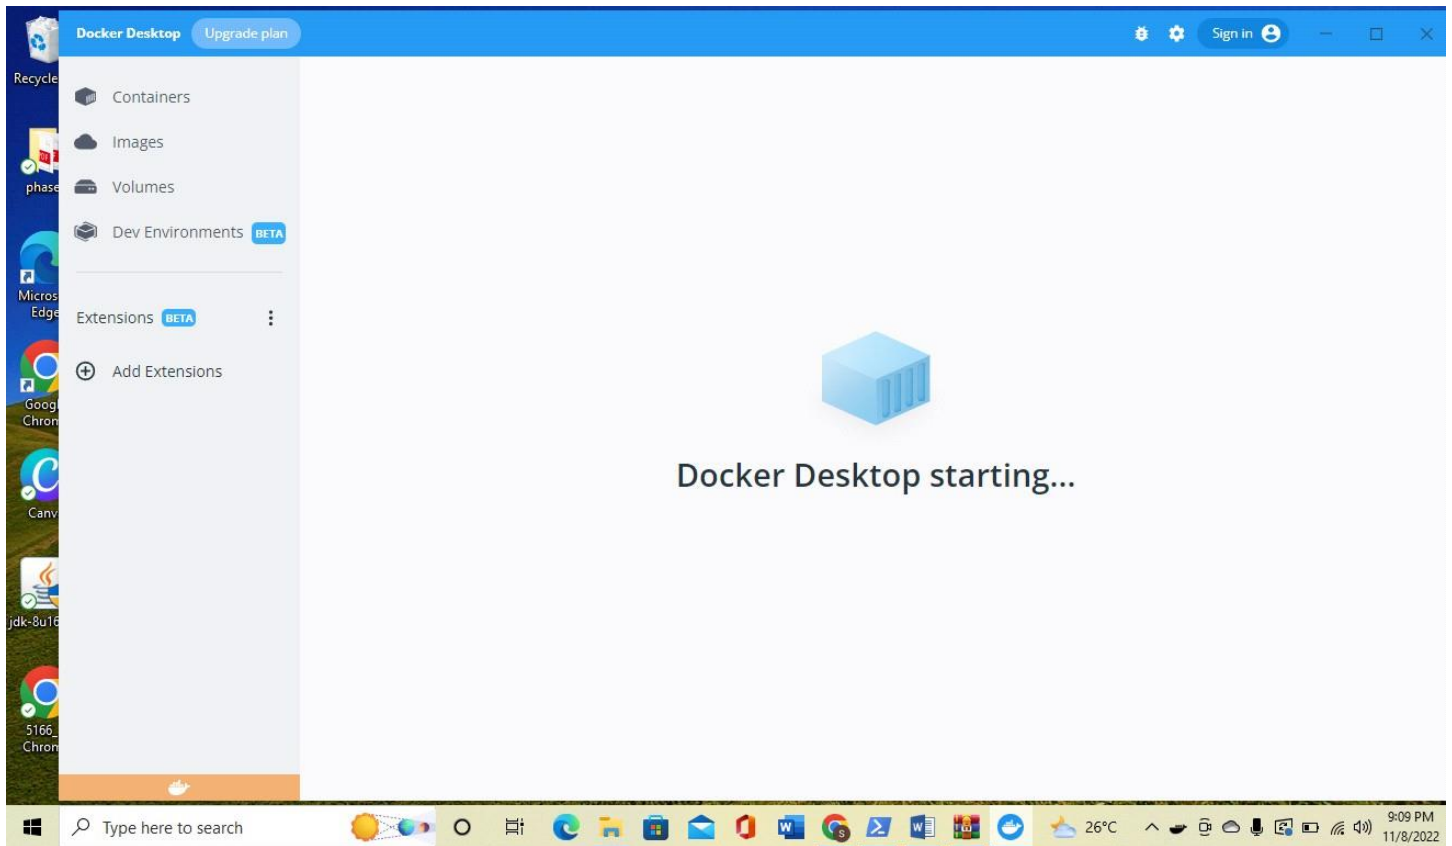 Docker Desktop Upgrade plan Sign in
Recycle
Containers
Images
phase
Volumes
Dev Environments BETA
Micros
Edge
Extensions BETA
Add Extensions
Googl
Chrom
Docker Desktop starting...
Canv
jdk-8u16
5166_
Chrom
Type here to search
26°C
9:09 PM
11/8/2022